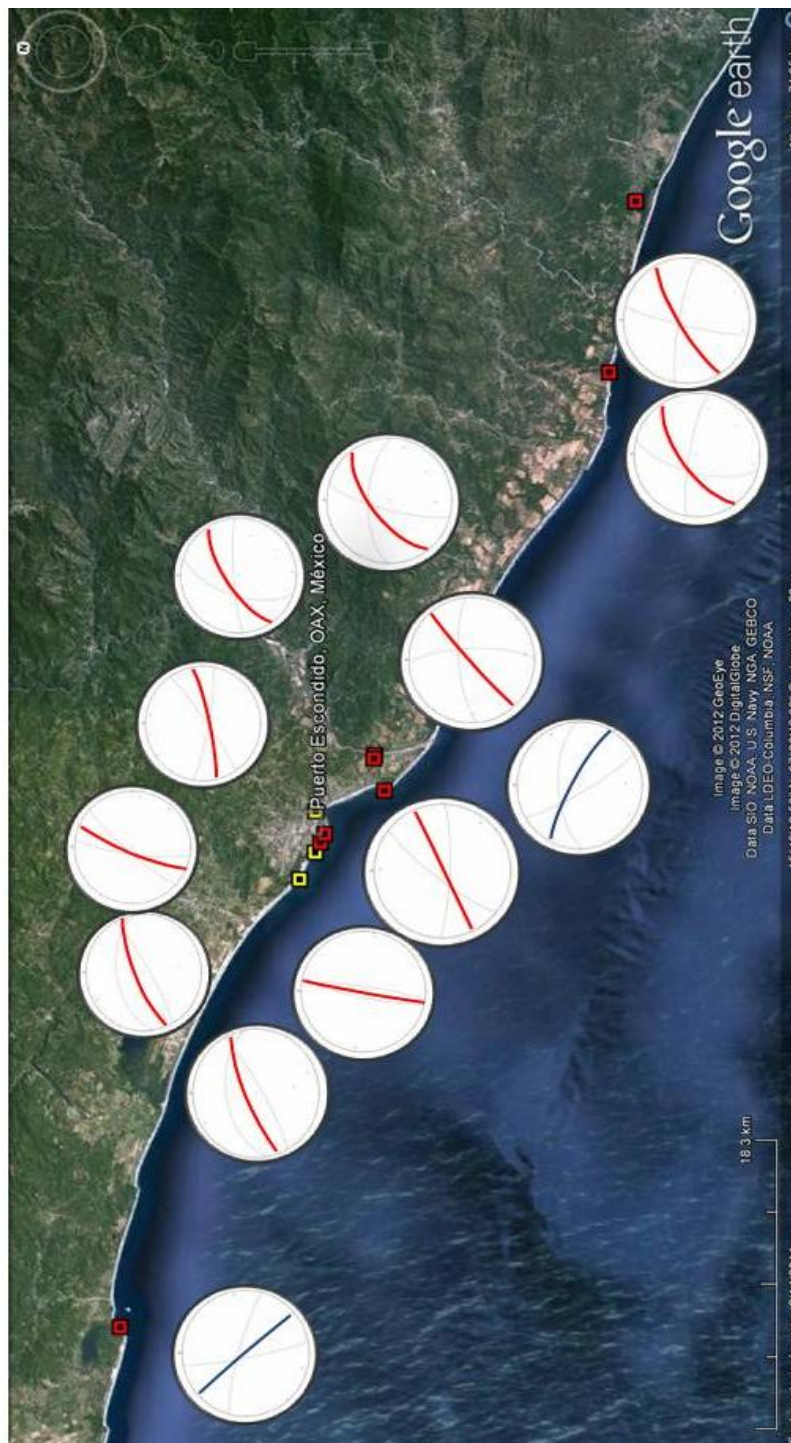 N
Puerto Escondido, OAX, México
Image © 2012 GeoEye
Image © 2012 DigitalGlobe
Data SIO, NOAA, U.S. Navy, NGA, GEBCO
Data LDEO-Columbia, NSF, NOAA
Google earth
18.3 km